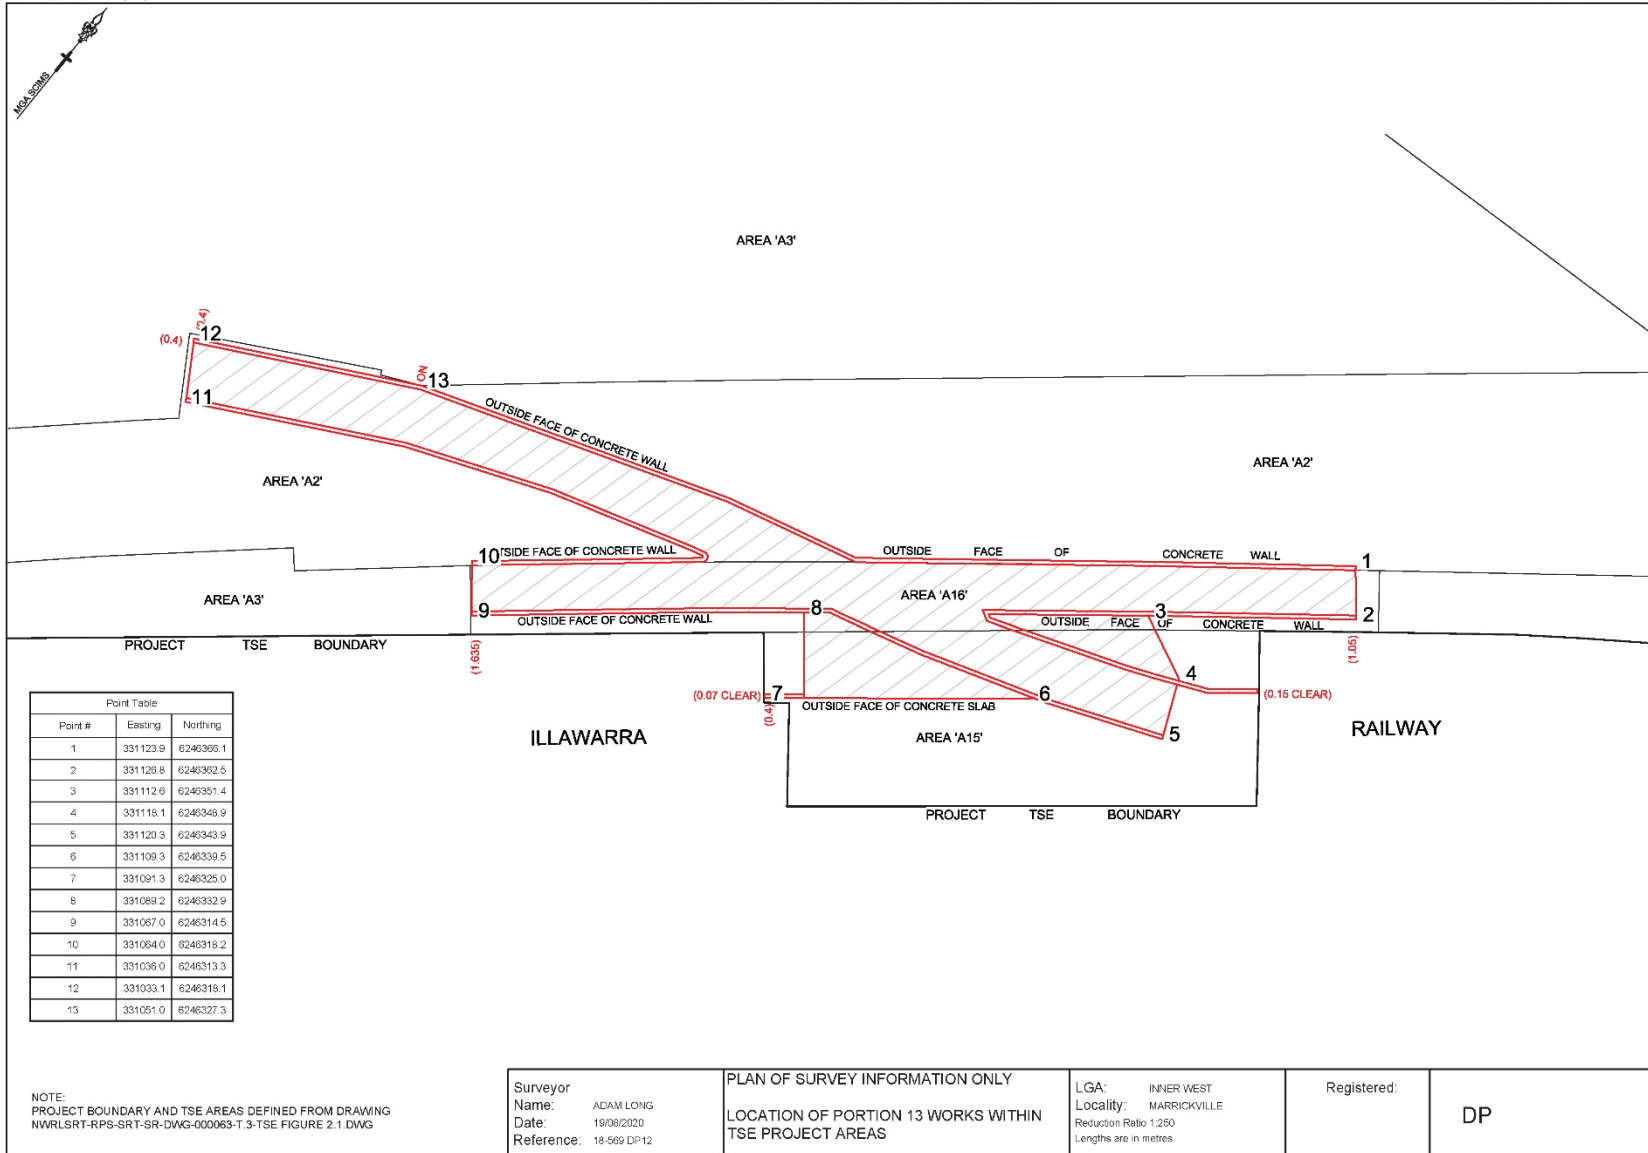 MGA SCIMS
AREA 'A3'
(0.4)
(0.4)
12
ON
13
11
OUTSIDE FACE OF CONCRETE WALL
AREA 'A2'
AREA 'A2'
10
TSIDE FACE OF CONCRETE WALL
OUTSIDE FACE OF CONCRETE WALL
1
AREA 'A3'
AREA 'A16'
9
8
3
2
OUTSIDE FACE OF CONCRETE WALL
OUTSIDE FACE OF CONCRETE WALL
PROJECT TSE BOUNDARY
(1.635)
(1.05)
4
(0.07 CLEAR)
7
6
(0.15 CLEAR)
(0.4)
OUTSIDE FACE OF CONCRETE SLAB
5
ILLAWARRA
AREA 'A15'
RAILWAY
PROJECT TSE BOUNDARY
Point Table
Point # Easting Northing
1 331123.9 6246366.1
2 331126.8 6246362.5
3 331112.6 6246351.4
4 331118.1 6246348.9
5 331120.3 6246343.9
6 331109.3 6246339.5
7 331091.3 6246325.0
8 331089.2 6246332.9
9 331067.0 6246314.5
10 331064.0 6246318.2
11 331036.0 6246313.3
12 331033.1 6246318.1
13 331051.0 6246327.3
NOTE:
PROJECT BOUNDARY AND TSE AREAS DEFINED FROM DRAWING
NWRLSRT-RPS-SRT-SR-DWG-000063-T.3-TSE FIGURE 2.1.DWG
Surveyor
Name: ADAM LONG
Date: 19/08/2020
Reference: 18-569 DP12
PLAN OF SURVEY INFORMATION ONLY
LOCATION OF PORTION 13 WORKS WITHIN
TSE PROJECT AREAS
LGA: INNER WEST
Locality: MARRICKVILLE
Reduction Ratio 1:250
Lengths are in metres.
Registered:
DP